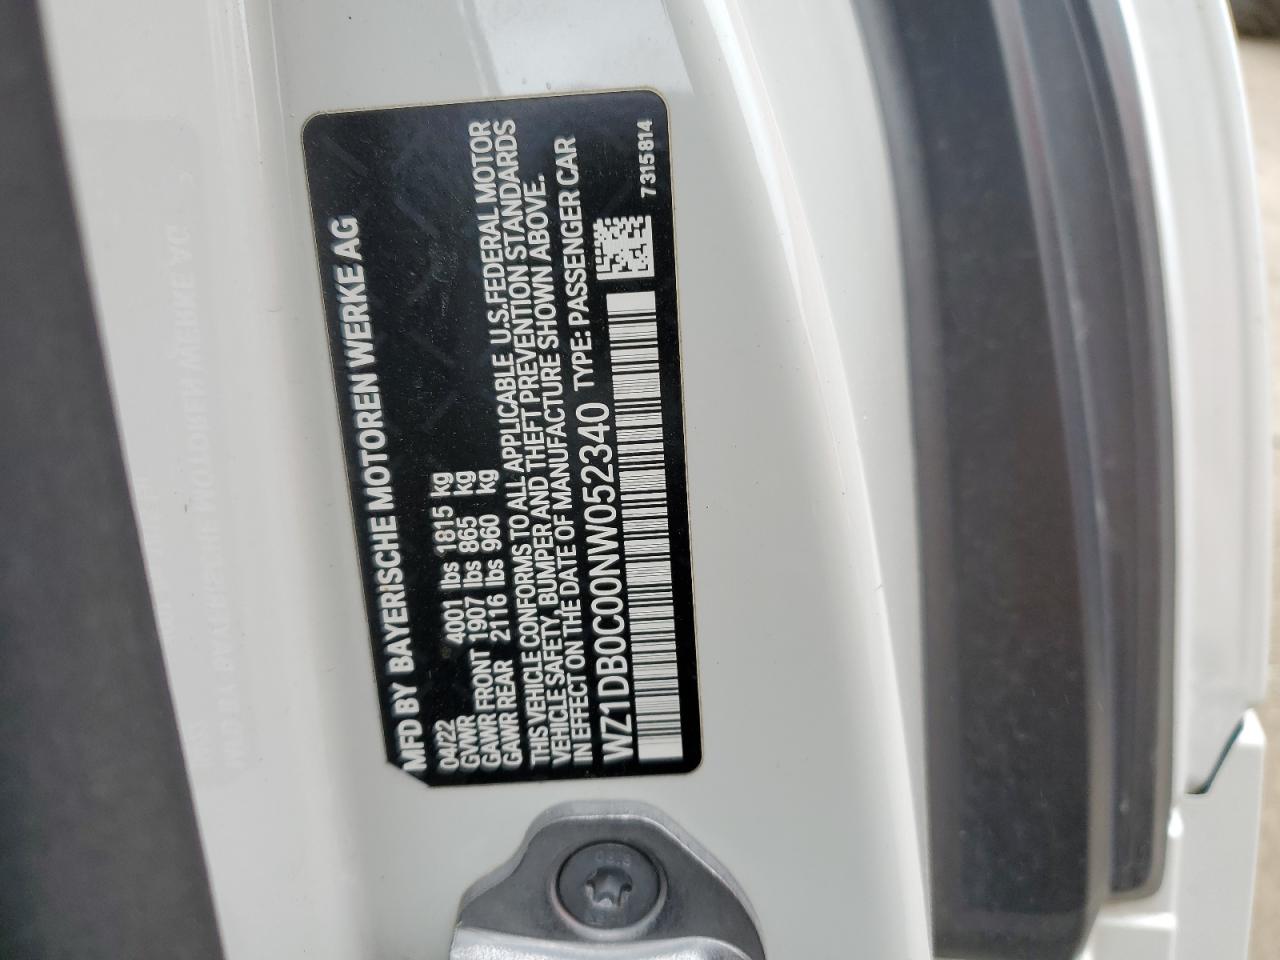 MFD BY BAYERISCHE MOTOREN WERKE AG
04/22
GVWR 4001 lbs 1815 kg
GAWR FRONT 1907 lbs 865 kg
GAWR REAR 2116 lbs 960 kg
THIS VEHICLE CONFORMS TO ALL APPLICABLE U.S.FEDERAL MOTOR
VEHICLE SAFETY, BUMPER AND THEFT PREVENTION STANDARDS
IN EFFECT ON THE DATE OF MANUFACTURE SHOWN ABOVE.
WZ1DB0C00NW052340 TYPE: PASSENGER CAR
7315814